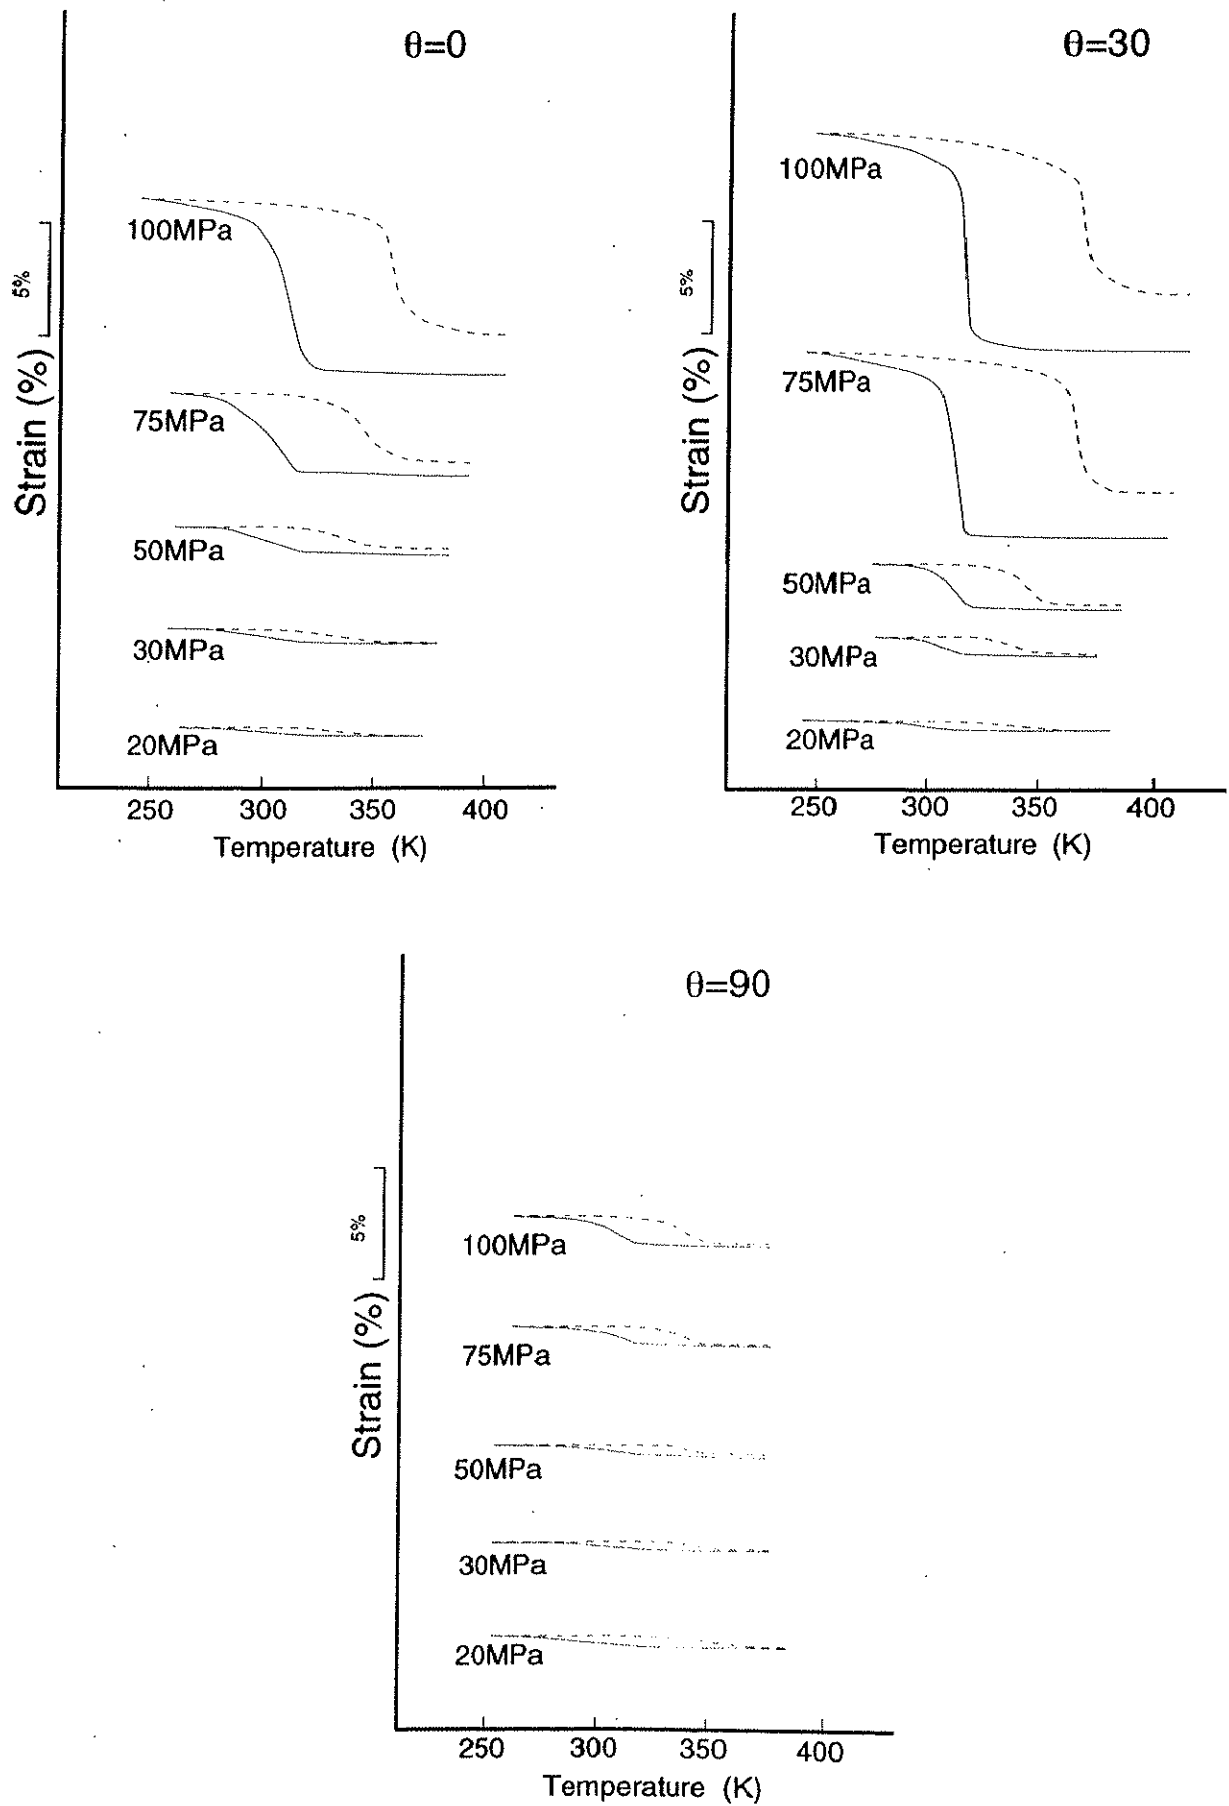 θ=0
100MPa
5%
Strain (%)
75MPa
50MPa
30MPa
20MPa
250 300 350 400
Temperature (K)
θ=30
100MPa
5%
Strain (%)
75MPa
50MPa
30MPa
20MPa
250 300 350 400
Temperature (K)
θ=90
5%
100MPa
Strain (%)
75MPa
50MPa
30MPa
20MPa
250 300 350 400
Temperature (K)